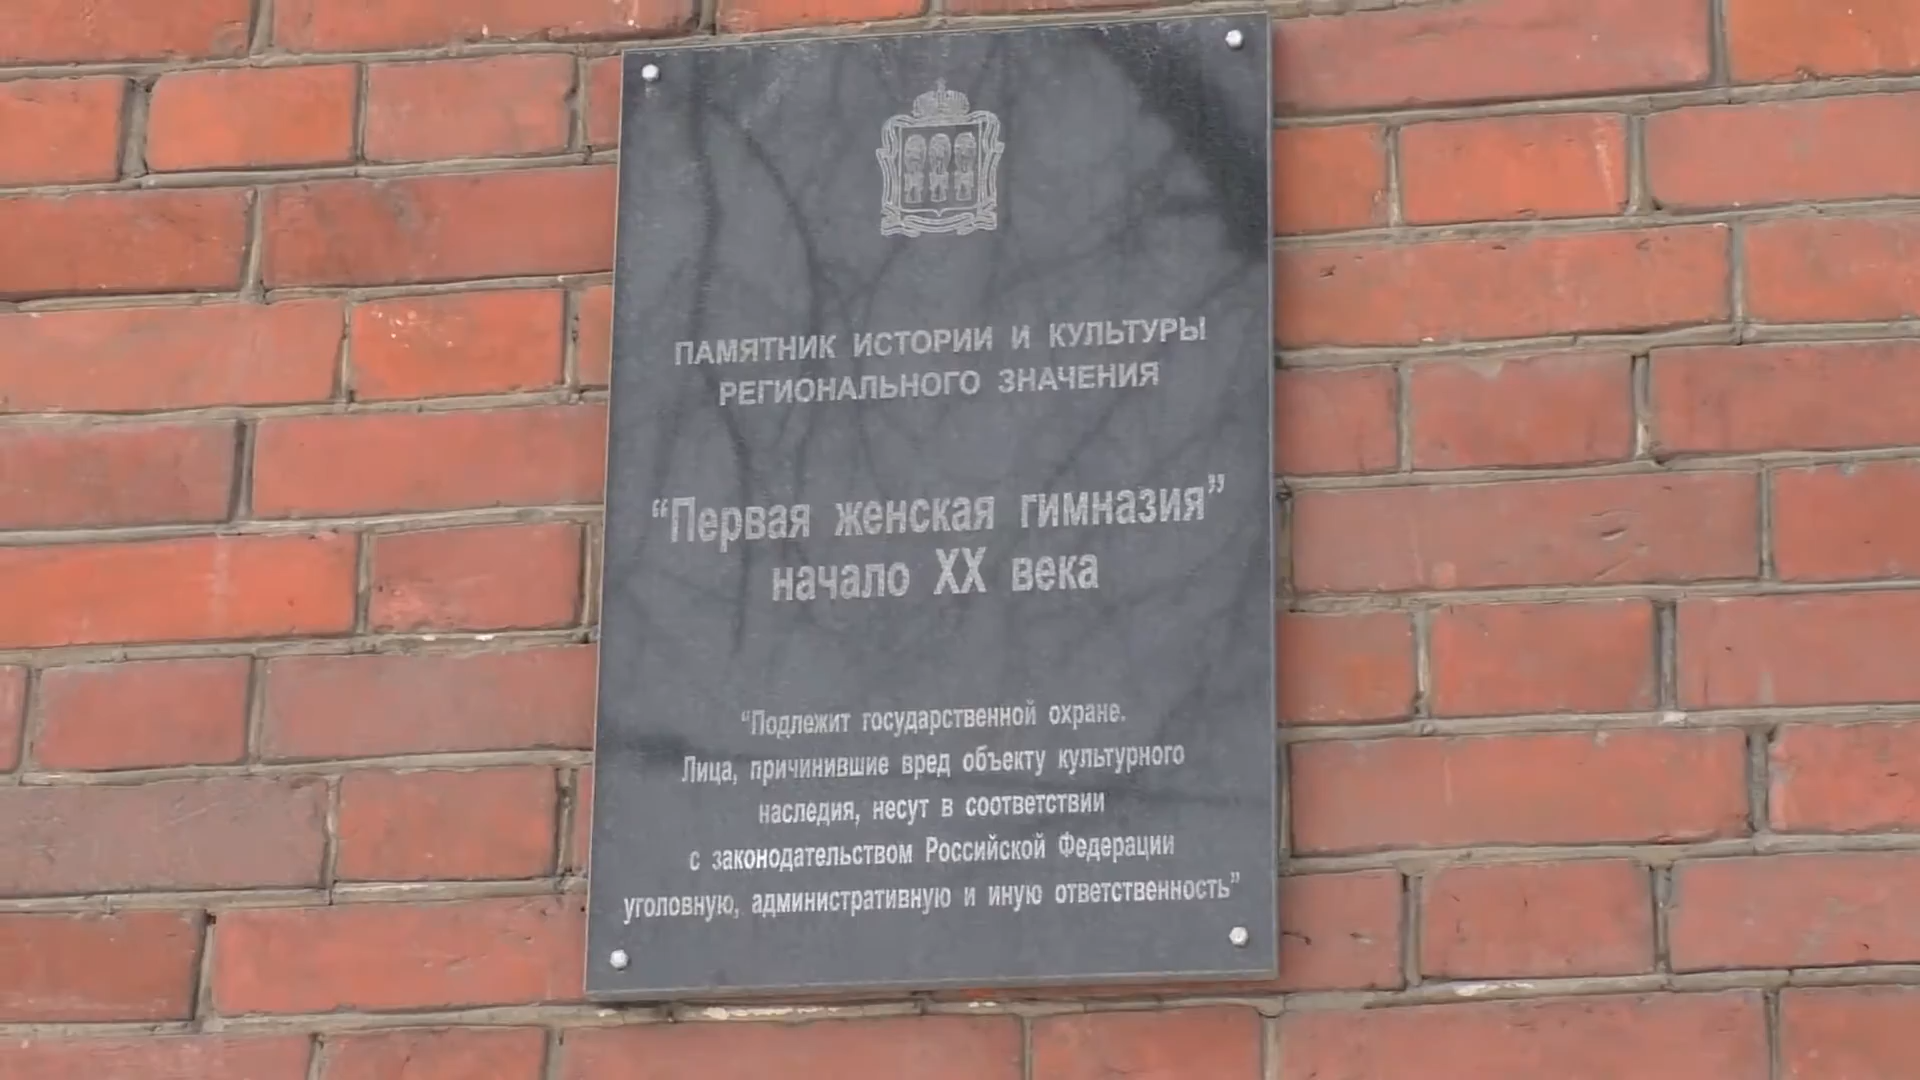 ПАМЯТНИК ИСТОРИИ И КУЛЬТУРЫ
РЕГИОНАЛЬНОГО ЗНАЧЕНИЯ
“Первая женская гимназия”
начало XX века
“Подлежит государственной охране.
Лица, причинившие вред объекту культурного
наследия, несут в соответствии
с законодательством Российской Федерации
уголовную, административную и иную ответственность”